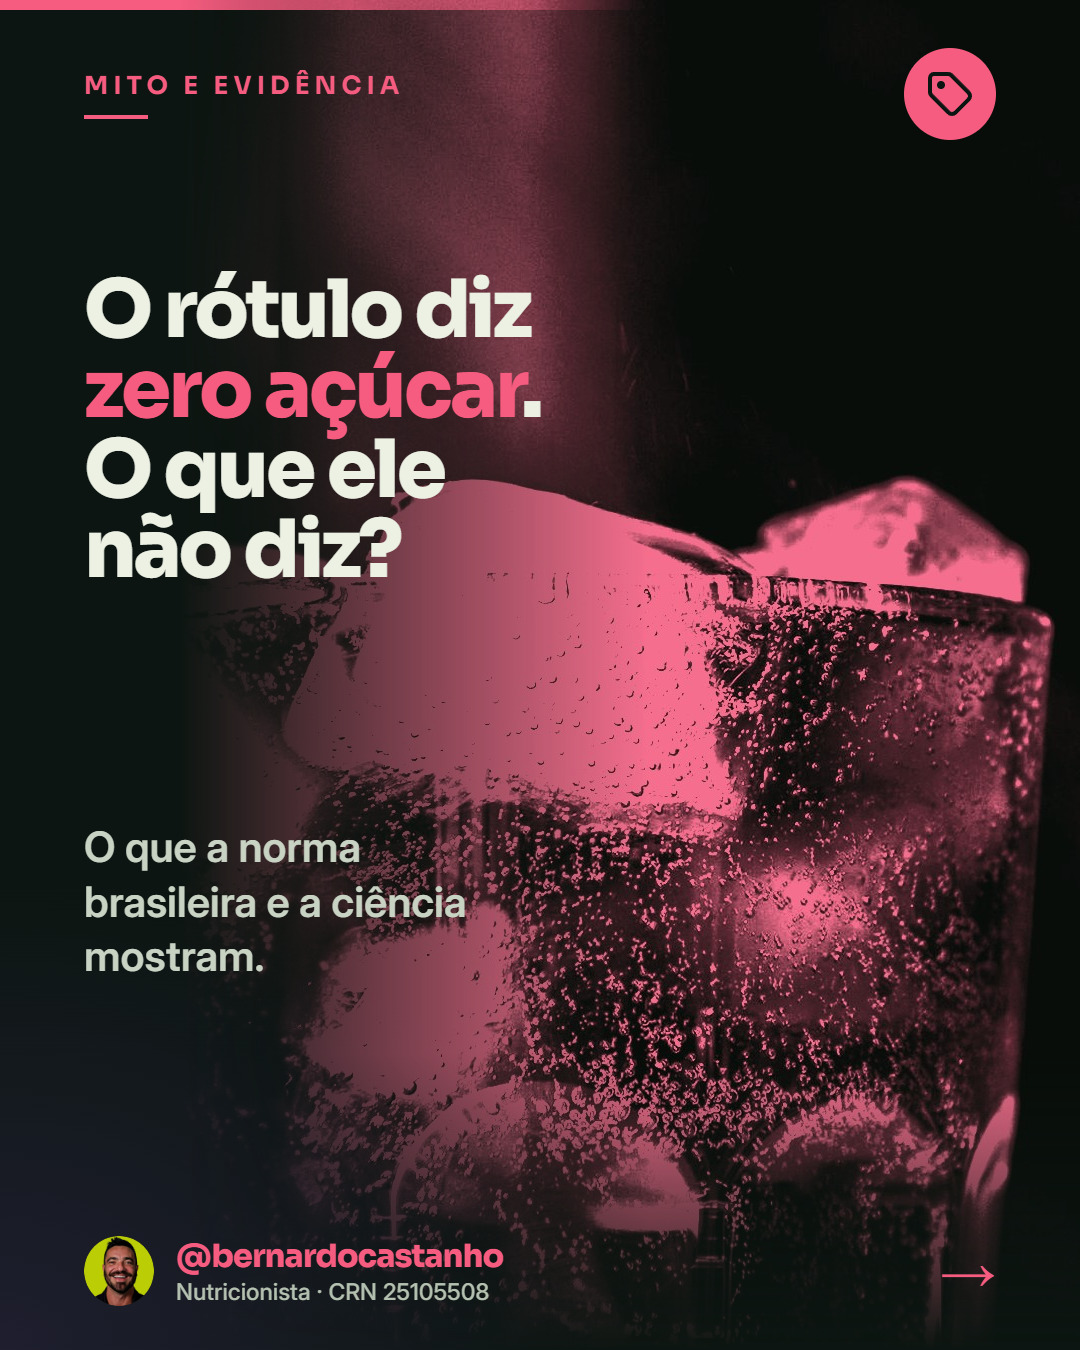 MITO E EVIDÊNCIA
O rótulo diz
zero açúcar.
O que ele
não diz?
O que a norma
brasileira e a ciência
mostram.
@bernardocastanho
Nutricionista · CRN 25105508